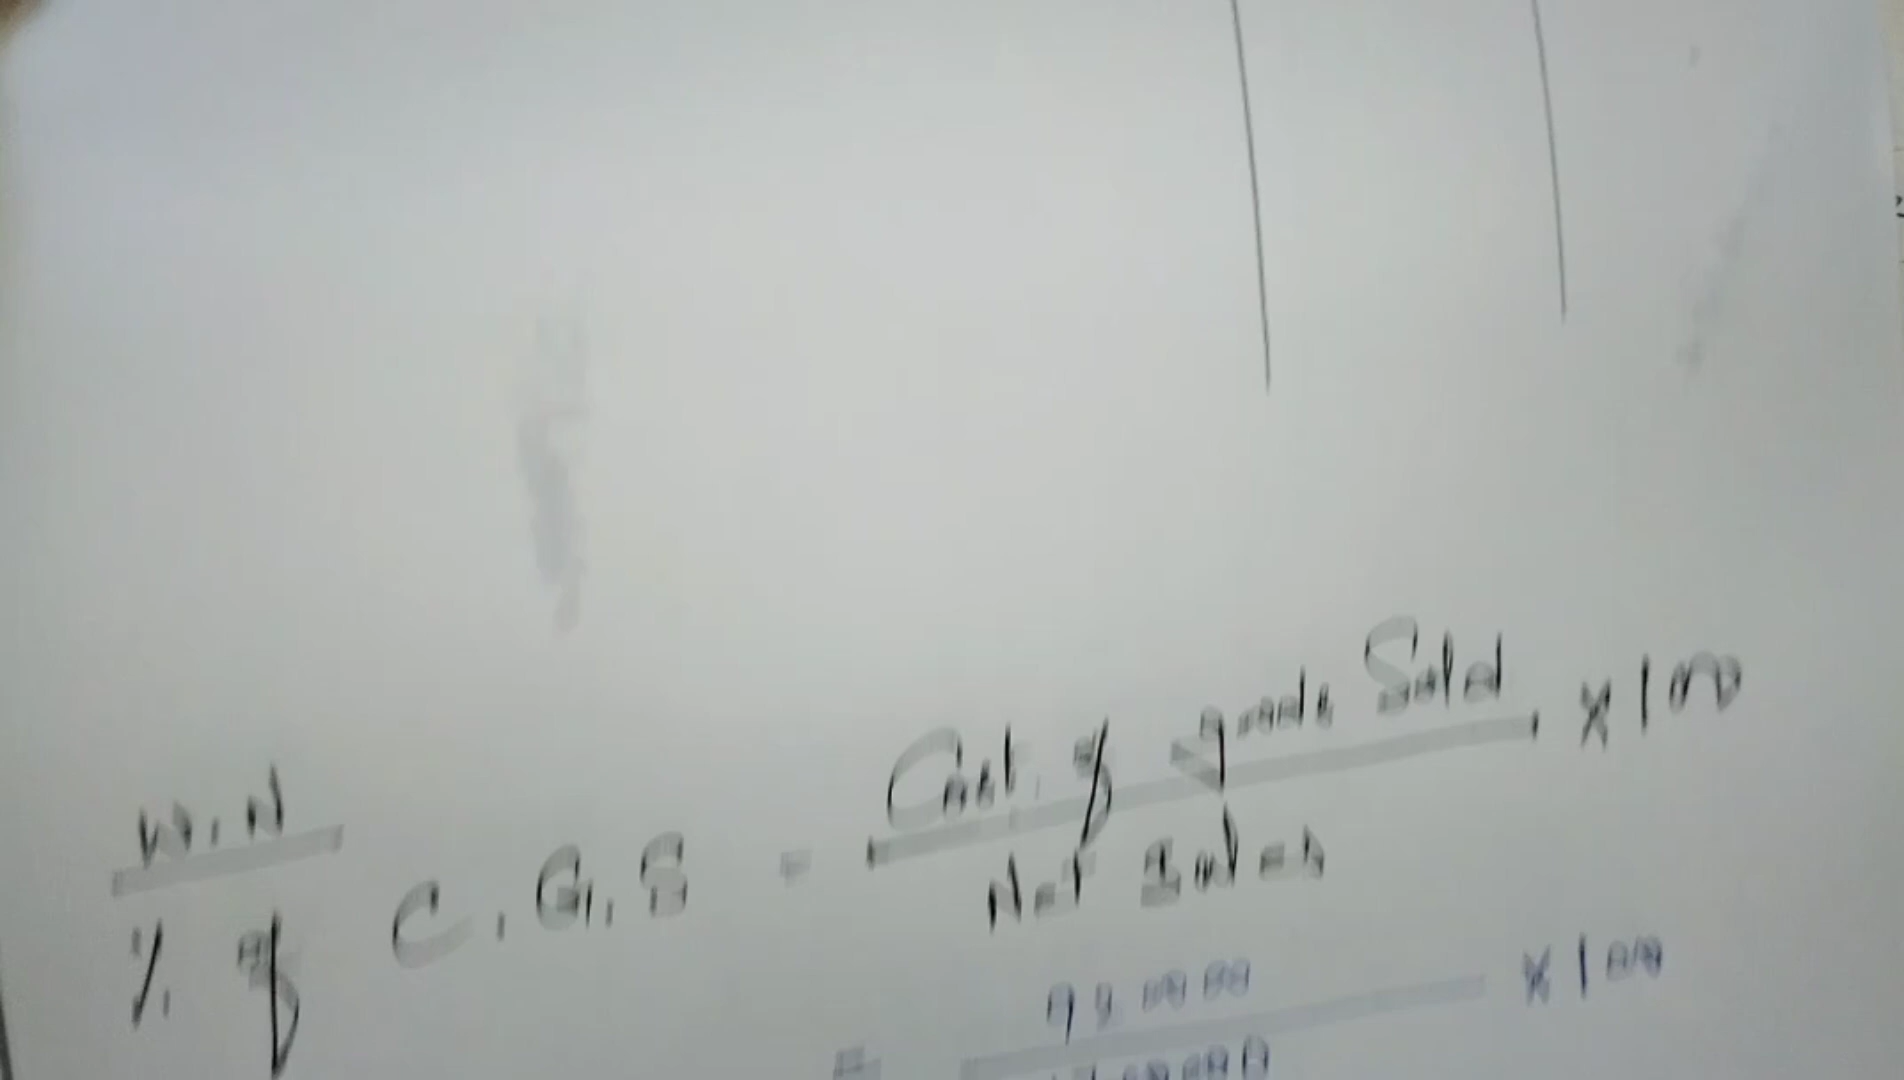 W.N
% of C.G.S = Cost of goods Sold × 100
Net Sales
= × 100